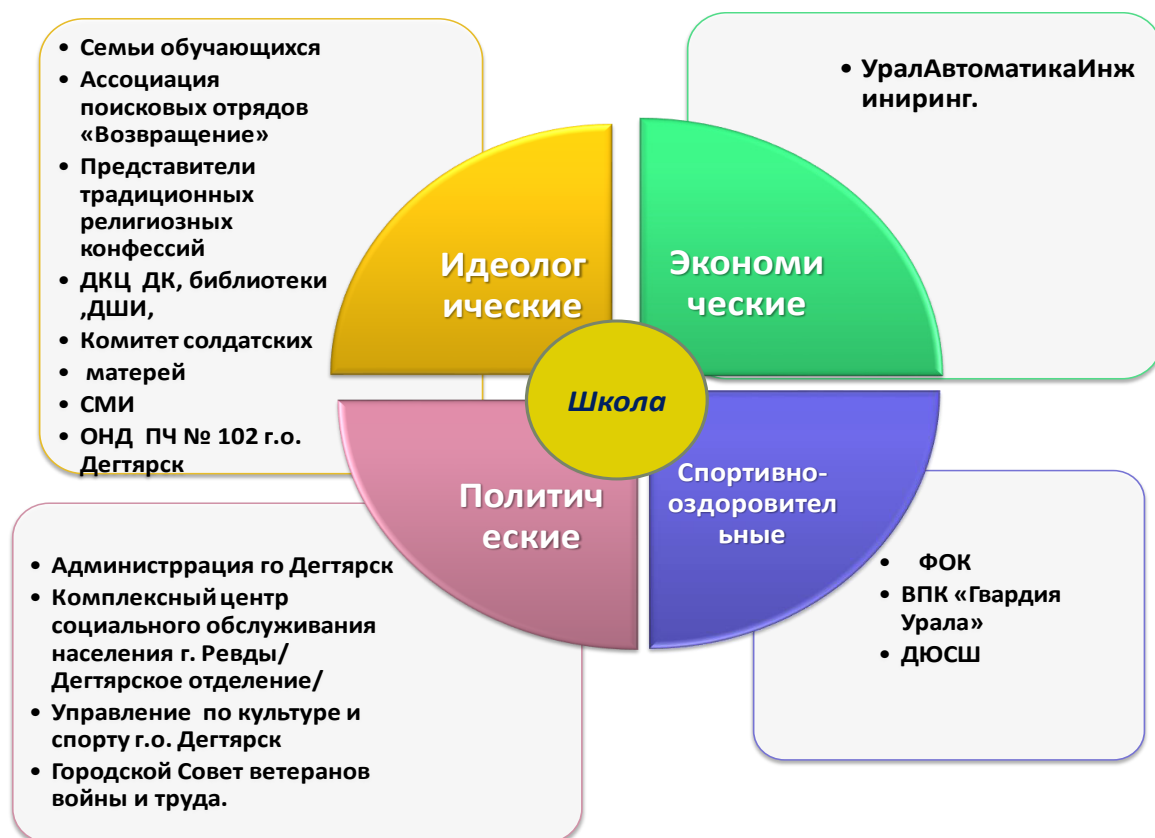 • Семьи обучающихся
• Ассоциация
поисковых отрядов
«Возвращение»
• Представители
традиционных
религиозных
конфессий
• ДКЦ ДК, библиотеки
,ДШИ,
• Комитет солдатских
• матерей
• СМИ
• ОНД ПЧ № 102 г.о.
Дегтярск
• УралАвтоматикаИнж
иниринг.
Идеолог
ические
Экономи
ческие
Школа
Политич
еские
Спортивно-
оздоровител
ьные
• Администррация го Дегтярск
• Комплексный центр
социального обслуживания
населения г. Ревды/
Дегтярское отделение/
• Управление по культуре и
спорту г.о. Дегтярск
• Городской Совет ветеранов
войны и труда.
• ФОК
• ВПК «Гвардия
Урала»
• ДЮСШ